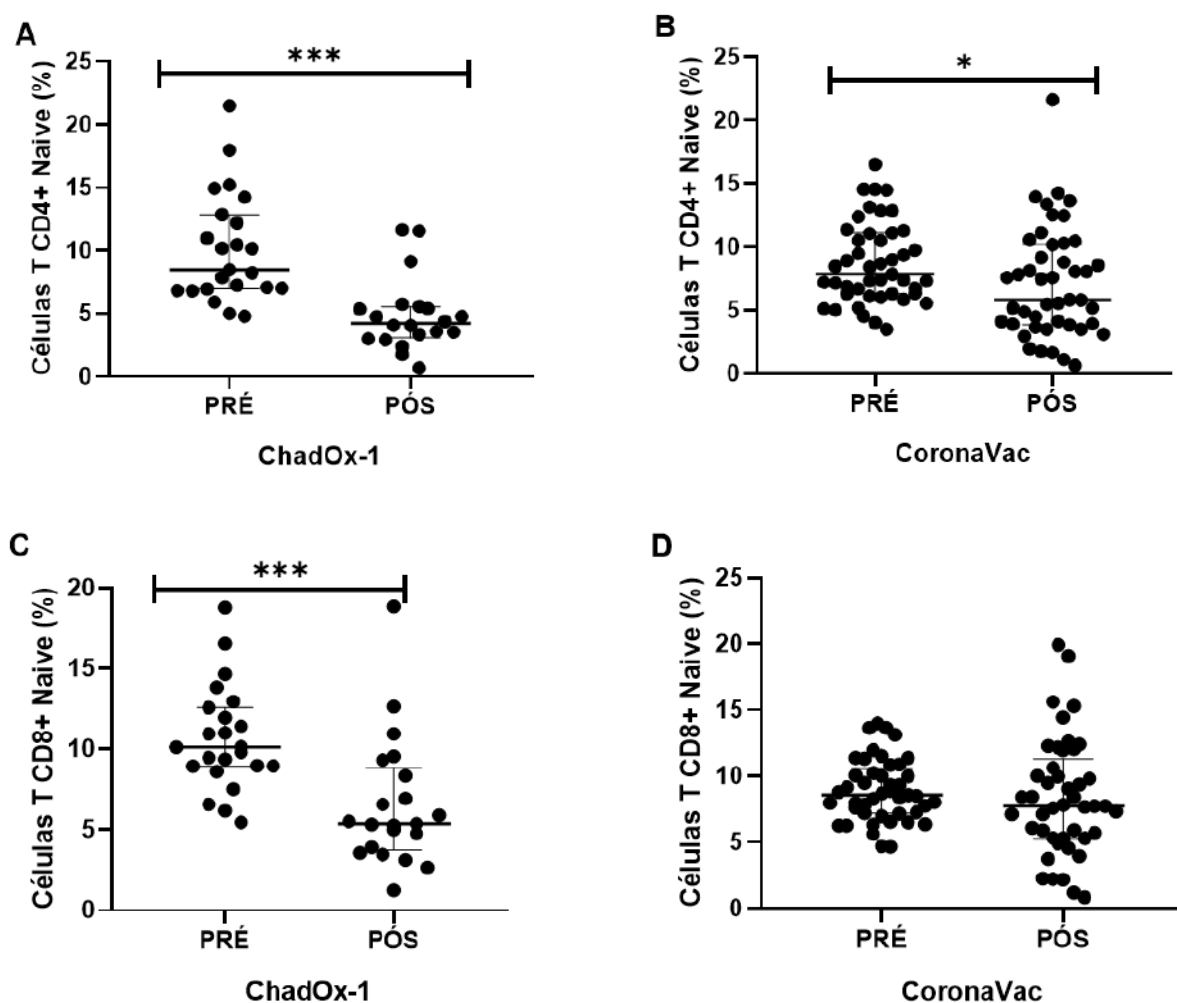 A
Células T CD4+ Naive (%)
25
20
15
10
5
0
***
PRÉ
PÓS
ChadOx-1
B
Células T CD4+ Naive (%)
25
20
15
10
5
0
*
PRÉ
PÓS
CoronaVac
C
Células T CD8+ Naive (%)
20
15
10
5
0
***
PRÉ
PÓS
ChadOx-1
D
Células T CD8+ Naive (%)
25
20
15
10
5
0
PRÉ
PÓS
CoronaVac